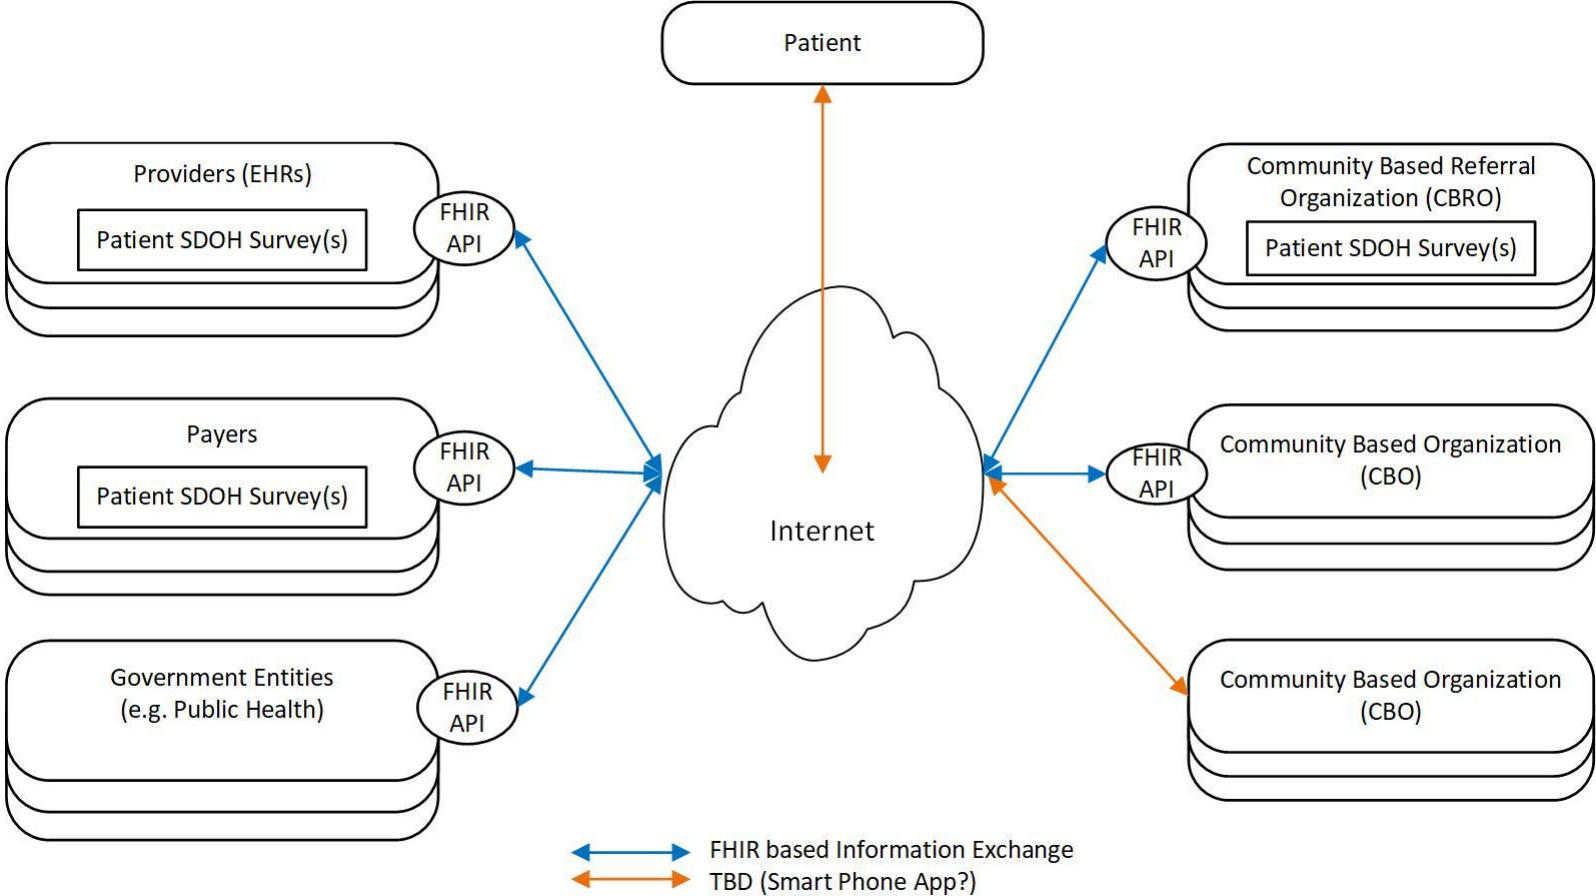 Patient
Providers (EHRs)
Patient SDOH Survey(s)
FHIR
API
Community Based Referral
Organization (CBRO)
Patient SDOH Survey(s)
FHIR
API
Payers
Patient SDOH Survey(s)
FHIR
API
Internet
FHIR
API
Community Based Organization
(CBO)
Government Entities
(e.g. Public Health)
FHIR
API
Community Based Organization
(CBO)
FHIR based Information Exchange
TBD (Smart Phone App?)